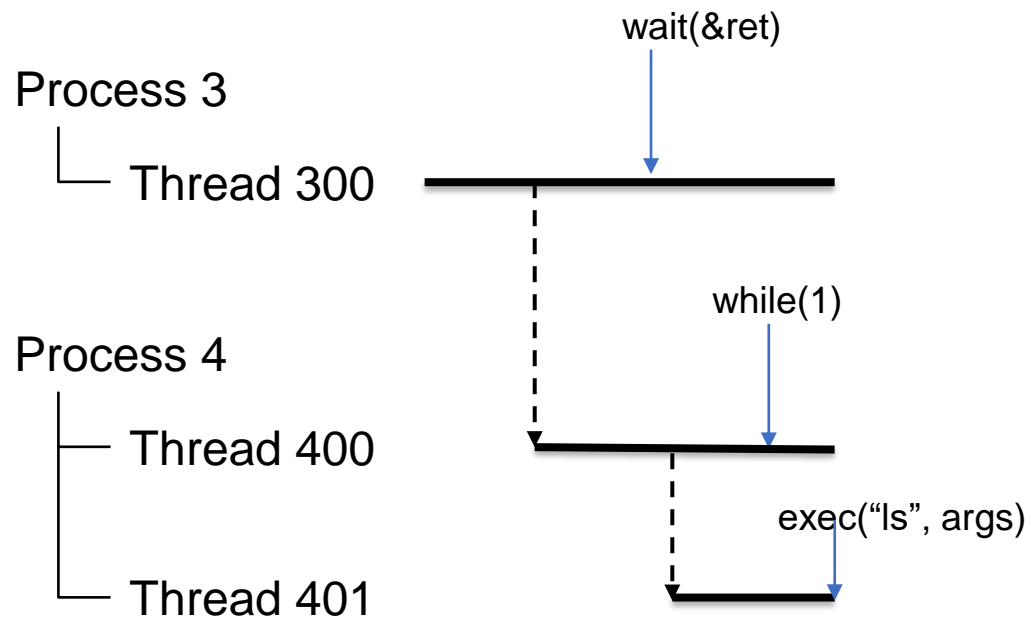 wait(&ret)
Process 3
Thread 300
while(1)
Process 4
Thread 400
exec(“ls”, args)
Thread 401